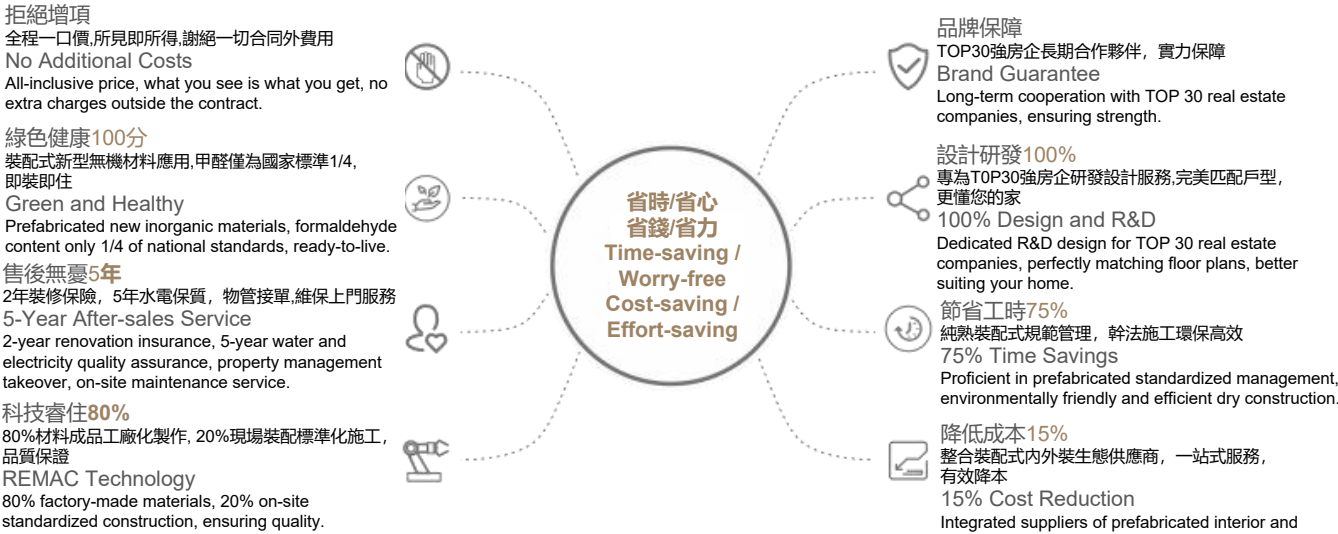 拒絕增項
全程一口價,所見即所得,謝絕一切合同外費用
No Additional Costs
All-inclusive price, what you see is what you get, no
extra charges outside the contract.
綠色健康100分
裝配式新型無機材料應用,甲醛僅為國家標準1/4,
即裝即住
Green and Healthy
Prefabricated new inorganic materials, formaldehyde
content only 1/4 of national standards, ready-to-live.
售後無憂5年
2年裝修保險，5年水電保質，物管接單,維保上門服務
5-Year After-sales Service
2-year renovation insurance, 5-year water and
electricity quality assurance, property management
takeover, on-site maintenance service.
科技睿住80%
80%材料成品工廠化製作, 20%現場裝配標準化施工，
品質保證
REMAC Technology
80% factory-made materials, 20% on-site
standardized construction, ensuring quality.
省時/省心
省錢/省力
Time-saving /
Worry-free
Cost-saving /
Effort-saving
品牌保障
TOP30強房企長期合作夥伴，實力保障
Brand Guarantee
Long-term cooperation with TOP 30 real estate
companies, ensuring strength.
設計研發100%
專為T0P30強房企研發設計服務,完美匹配戶型，
更懂您的家
100% Design and R&D
Dedicated R&D design for TOP 30 real estate
companies, perfectly matching floor plans, better
suiting your home.
節省工時75%
純熟裝配式規範管理，幹法施工環保高效
75% Time Savings
Proficient in prefabricated standardized management,
environmentally friendly and efficient dry construction.
降低成本15%
整合裝配式內外裝生態供應商，一站式服務，
有效降本
15% Cost Reduction
Integrated suppliers of prefabricated interior and